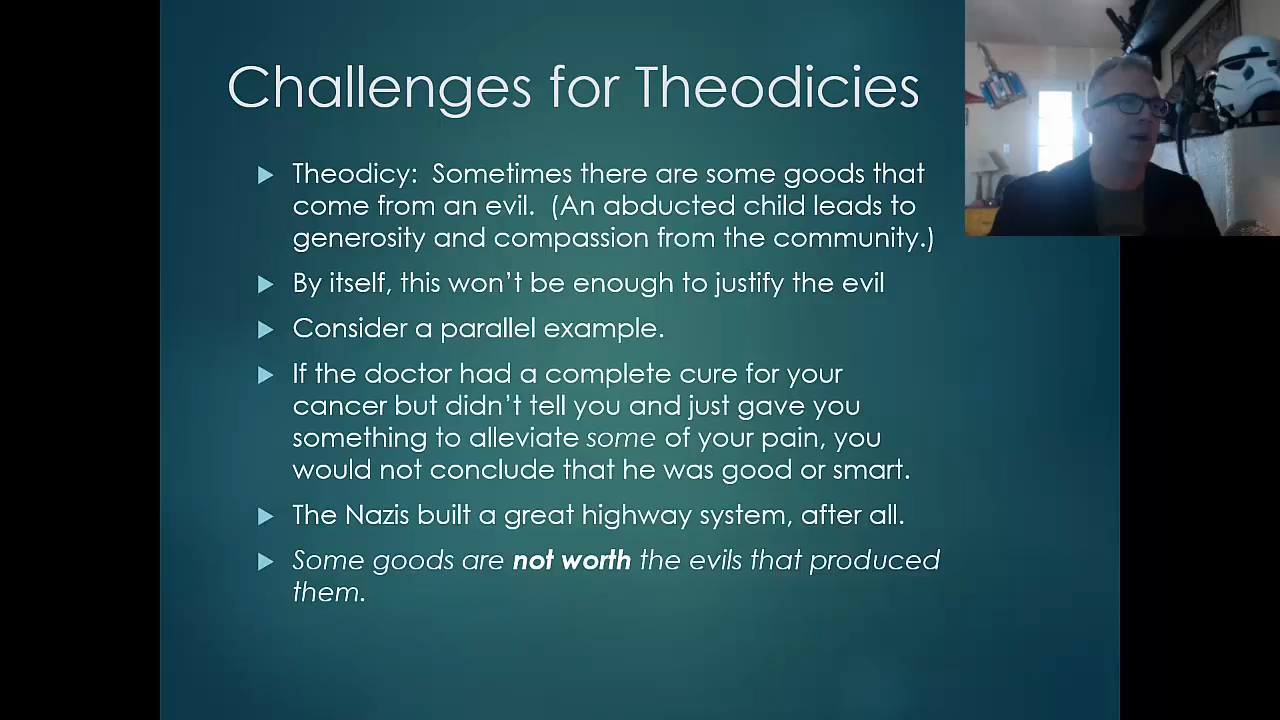 Challenges for Theodicies
Theodicy:  Sometimes there are some goods that
come from an evil.  (An abducted child leads to
generosity and compassion from the community.)
By itself, this won't be enough to justify the evil
Consider a parallel example.
If the doctor had a complete cure for your
cancer but didn't tell you and just gave you
something to alleviate some of your pain, you
would not conclude that he was good or smart.
The Nazis built a great highway system, after all.
Some goods are not worth the evils that produced
them.